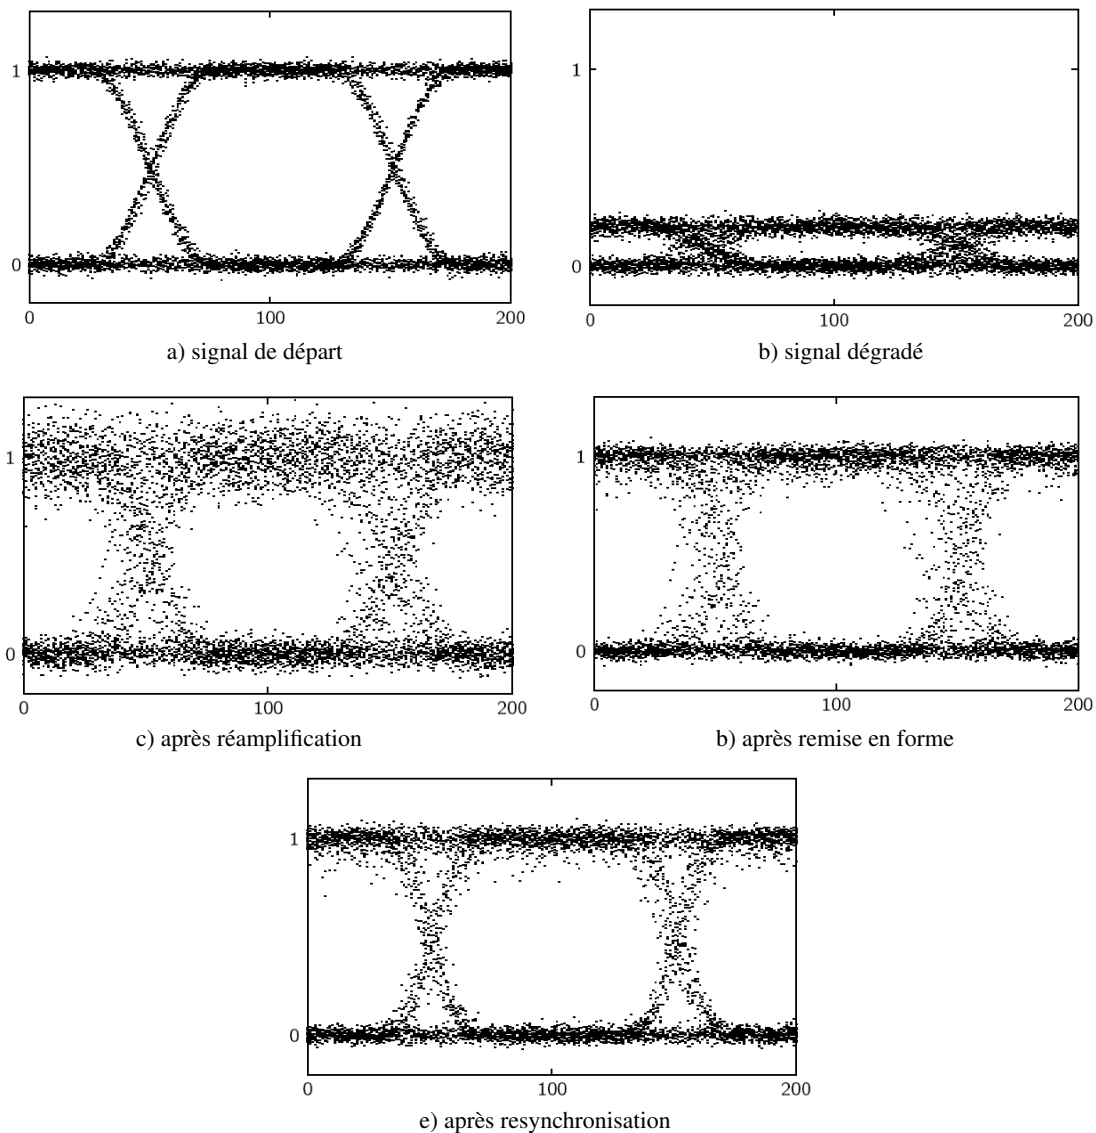 1
0
0 100 200
a) signal de départ
1
0
0 100 200
b) signal dégradé
1
0
0 100 200
c) après réamplification
1
0
0 100 200
b) après remise en forme
1
0
0 100 200
e) après resynchronisation